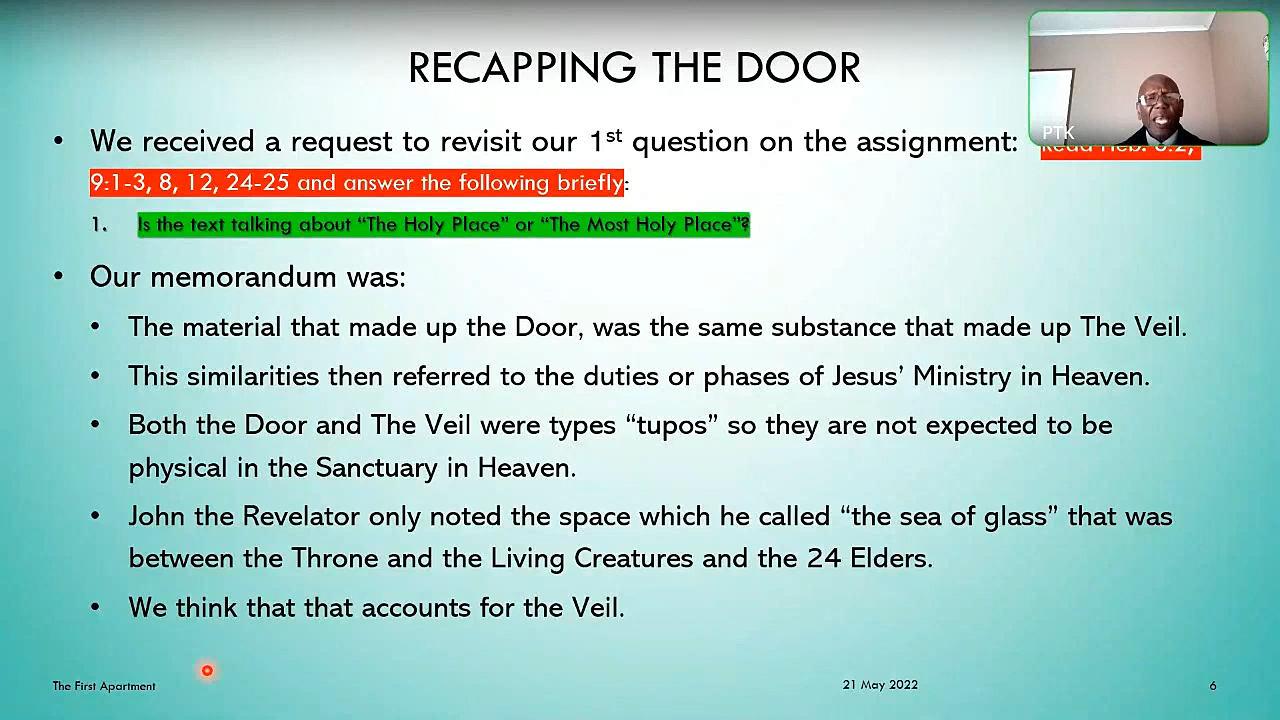 RECAPPING THE DOOR
PTK
• We received a request to revisit our 1st question on the assignment: Read Heb. 8:2,
9:1-3, 8, 12, 24-25 and answer the following briefly:
1. Is the text talking about “The Holy Place” or “The Most Holy Place”?
• Our memorandum was:
• The material that made up the Door, was the same substance that made up The Veil.
• This similarities then referred to the duties or phases of Jesus’ Ministry in Heaven.
• Both the Door and The Veil were types “tupos” so they are not expected to be
physical in the Sanctuary in Heaven.
• John the Revelator only noted the space which he called “the sea of glass” that was
between the Throne and the Living Creatures and the 24 Elders.
• We think that that accounts for the Veil.
The First Apartment
21 May 2022
6